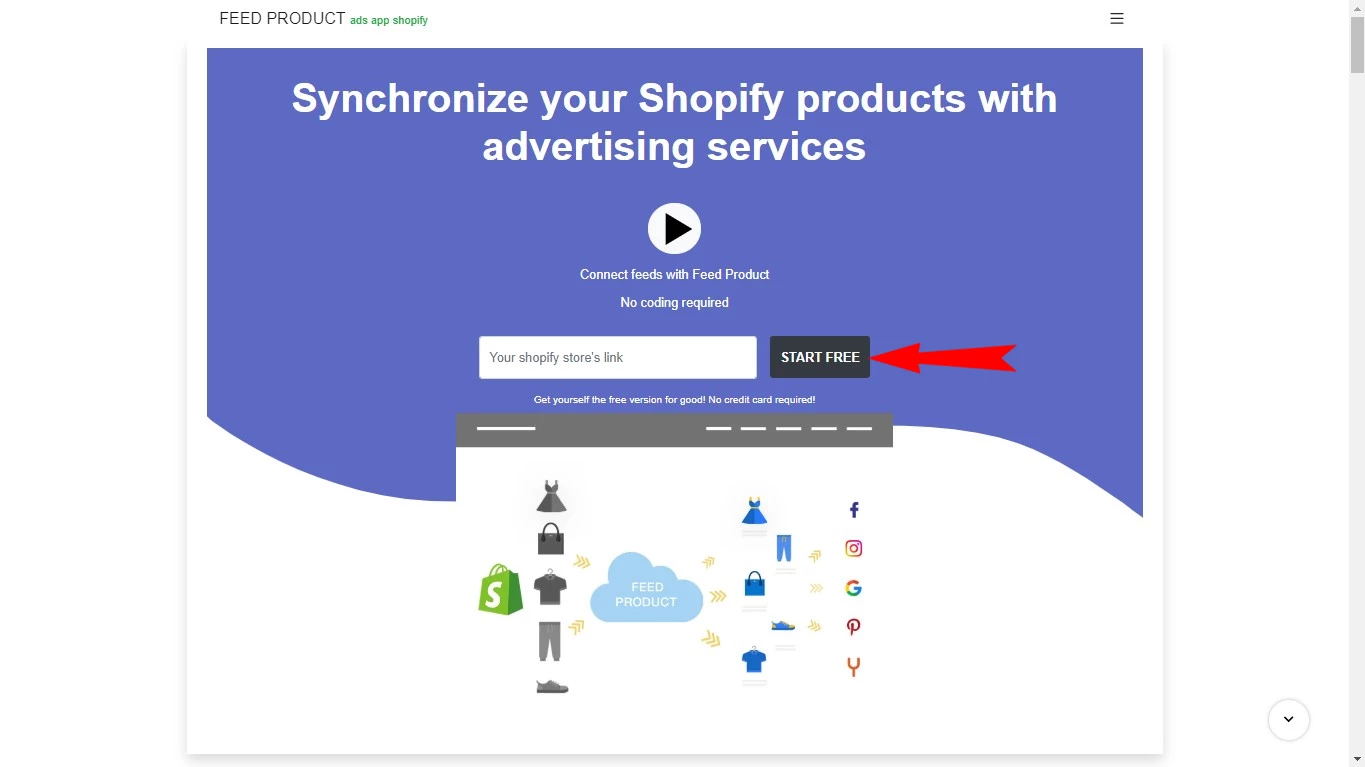 FEED PRODUCT ads app shopify
Synchronize your Shopify products with
advertising services
Connect feeds with Feed Product
No coding required
Your shopify store's link
START FREE
Get yourself the free version for good! No credit card required!
FEED
PRODUCT